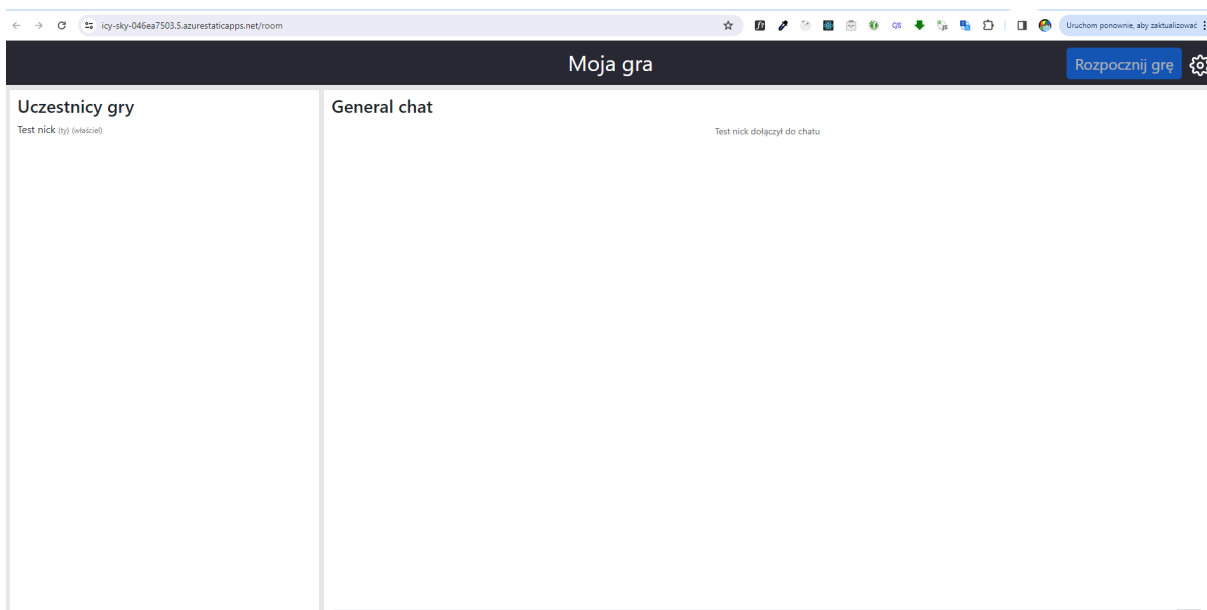 icy-sky-046ea7503.5.azurestaticapps.net/room
Uruchom ponownie, aby zaktualizować
Moja gra
Rozpocznij grę
Uczestnicy gry
Test nick (ty) (właściel)
General chat
Test nick dołączył do chatu